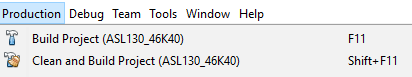 Production Debug Team Tools Window Help
Build Project (ASL130_46K40) F11
Clean and Build Project (ASL130_46K40) Shift+F11